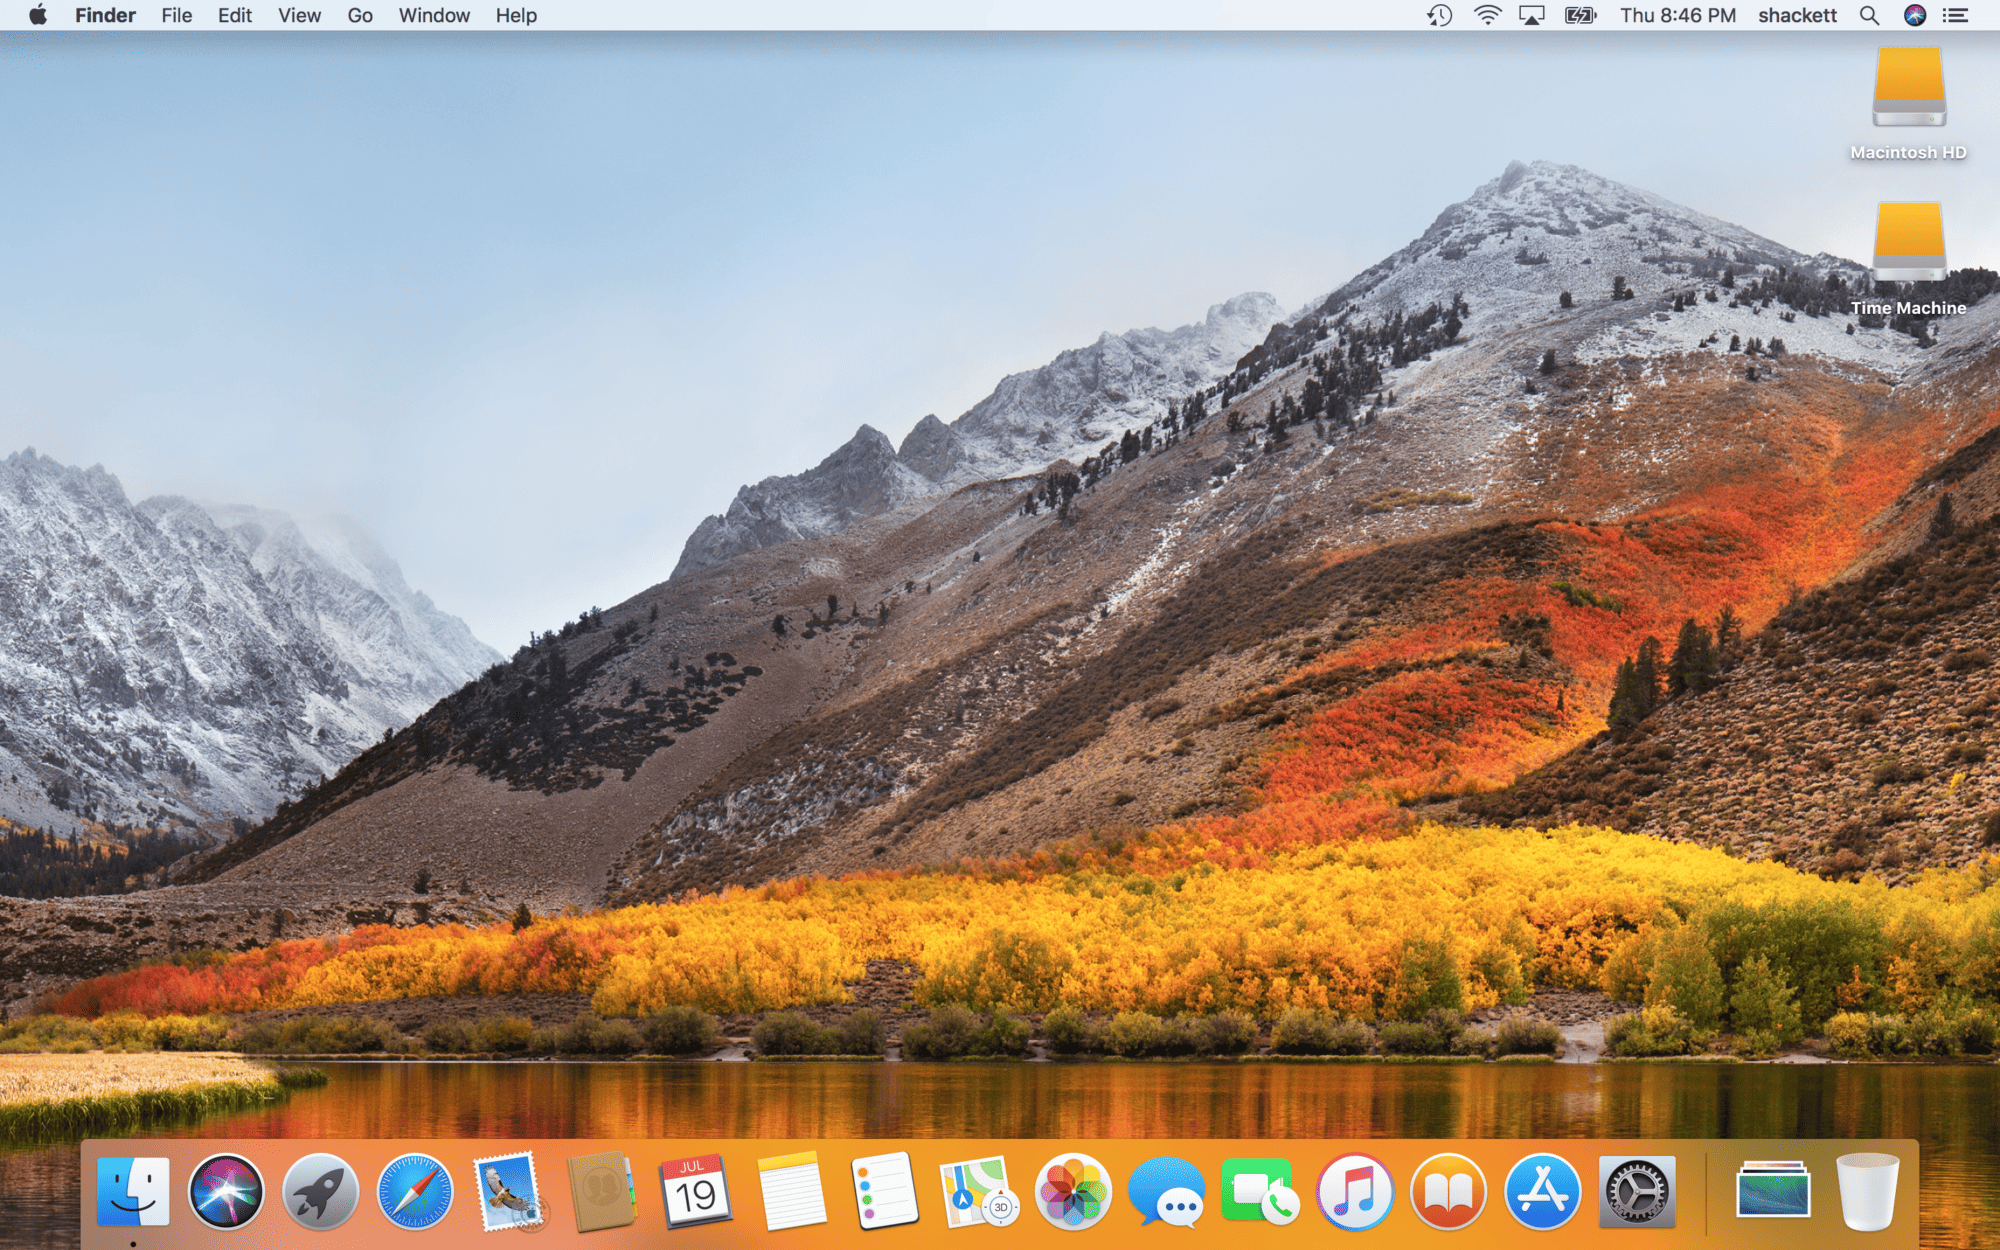 Finder File Edit View Go Window Help Thu 8:46 PM shackett
Macintosh HD
Time Machine
JUL
19
3D